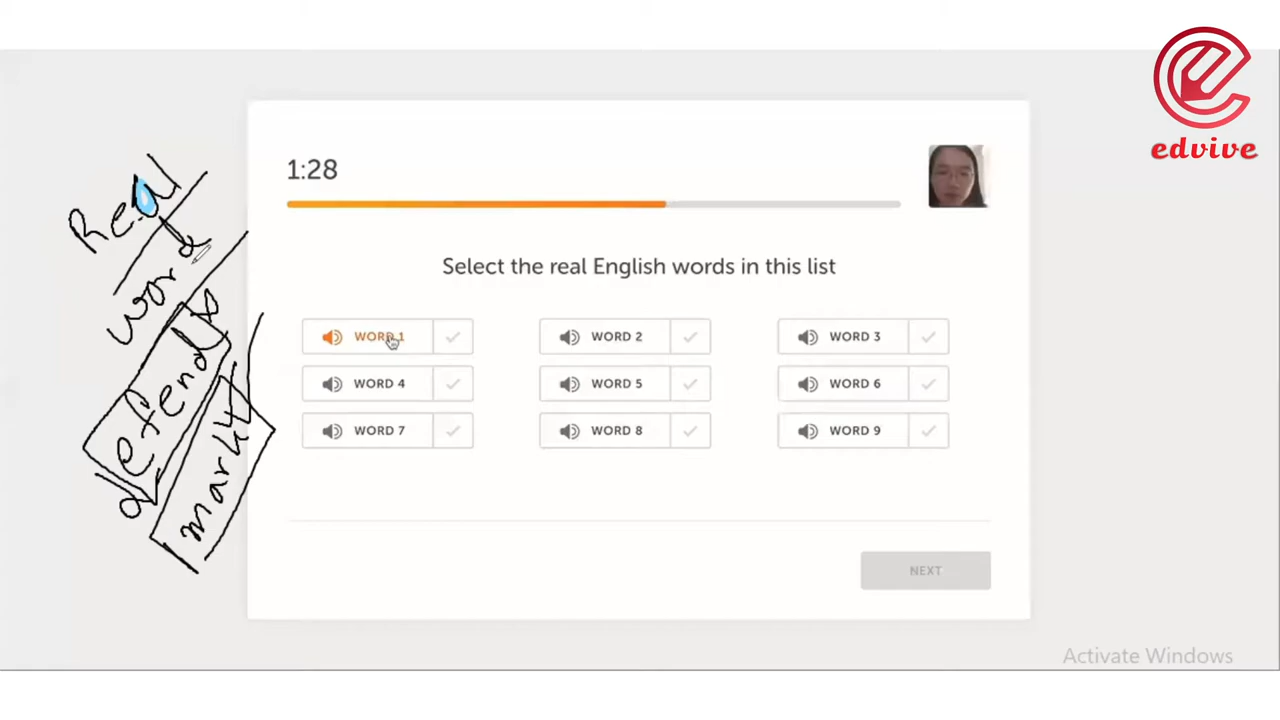 edvive
1:28
Select the real English words in this list
WORD 1
WORD 2
WORD 3
WORD 4
WORD 5
WORD 6
WORD 7
WORD 8
WORD 9
NEXT
Activate Windows
Real
word
defend
mark